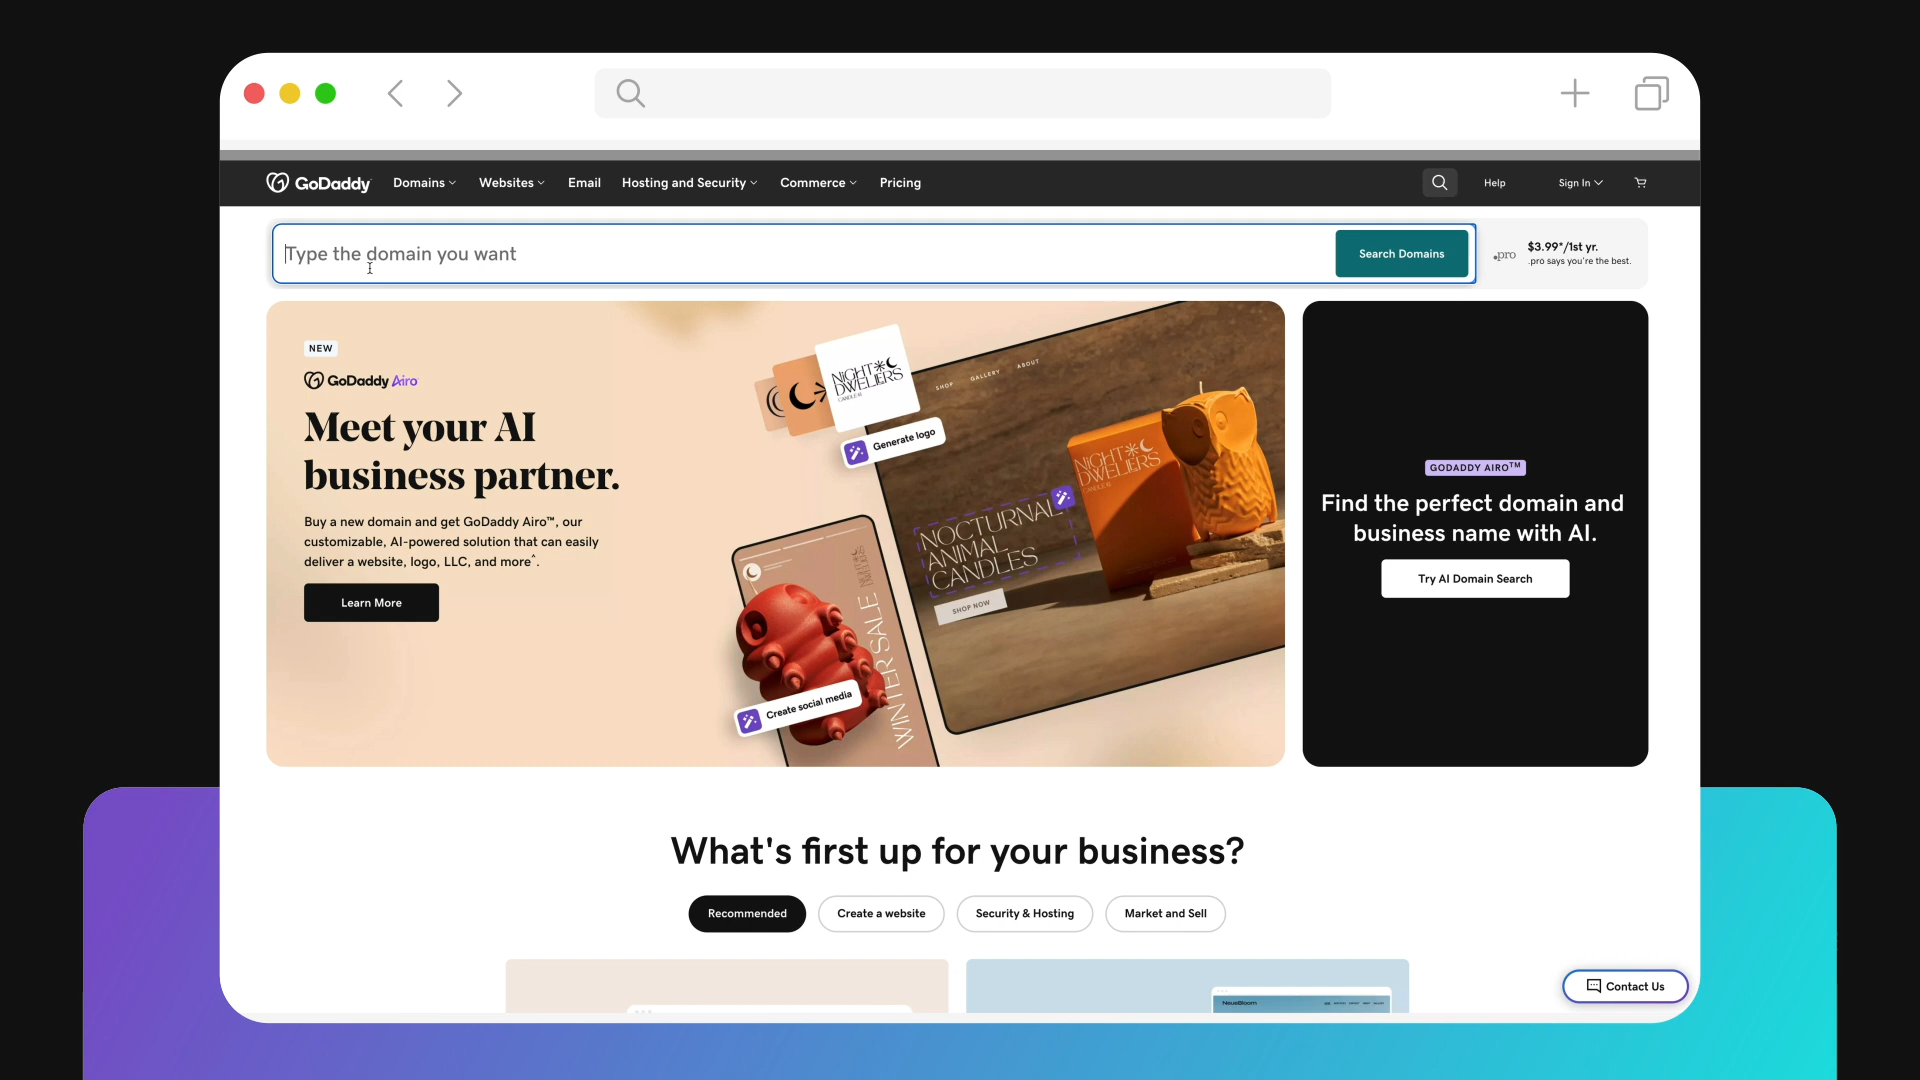 GoDaddy
Domains
Websites
Email
Hosting and Security
Commerce
Pricing
Help
Sign In
Type the domain you want
Search Domains
.pro
$3.99*/1st yr.
.pro says you're the best.
NEW
GoDaddy Airo
Meet your AI
business partner.
Buy a new domain and get GoDaddy Airo™, our
customizable, AI-powered solution that can easily
deliver a website, logo, LLC, and more^.
Learn More
NIGHT
DWELLERS
CANDLE
Generate logo
SHOP
GALLERY
ABOUT
NIGHT
DWELLERS
NOCTURNAL
ANIMAL
CANDLES
SHOP NOW
WINTER SALE
Create social media
GODADDY AIRO™
Find the perfect domain and
business name with AI.
Try AI Domain Search
What's first up for your business?
Recommended
Create a website
Security & Hosting
Market and Sell
NeueBloom
Contact Us